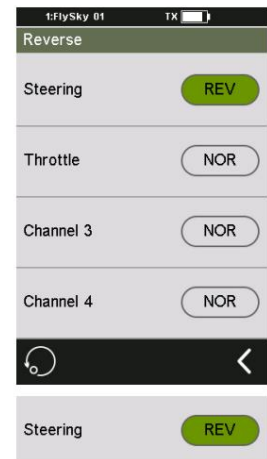 1:FlySky 01 TX
Reverse
Steering REV
Throttle NOR
Channel 3 NOR
Channel 4 NOR
Steering REV